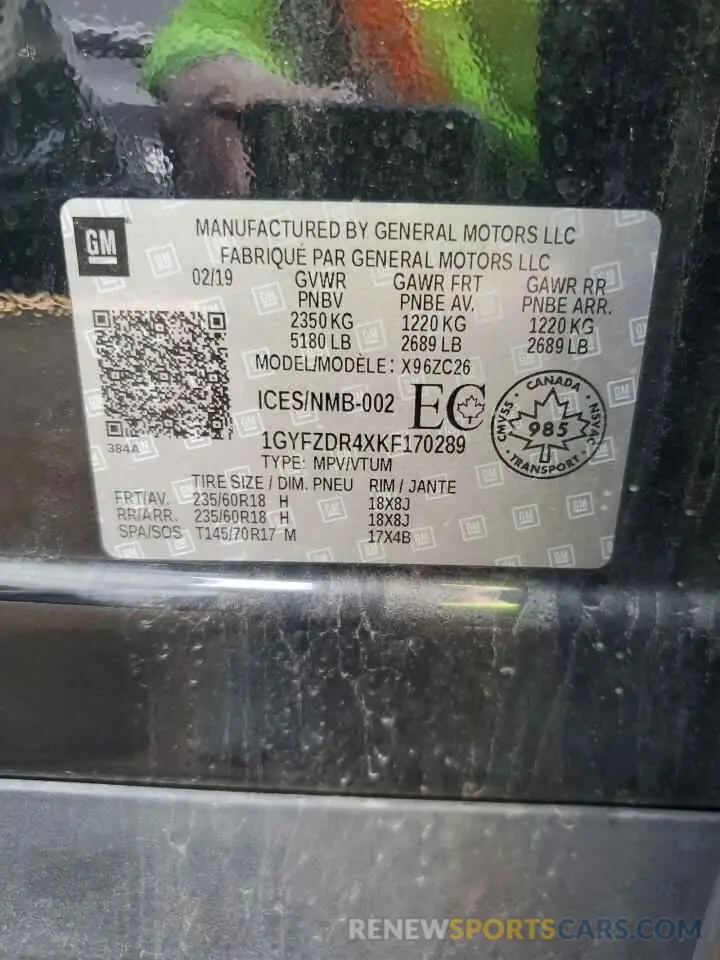 GM
MANUFACTURED BY GENERAL MOTORS LLC
FABRIQUÉ PAR GENERAL MOTORS LLC
02/19 GVWR GAWR FRT GAWR RR
PNBV PNBE AV. PNBE ARR.
2350 KG 1220 KG 1220 KG
5180 LB 2689 LB 2689 LB
MODEL/MODÈLE: X96ZC26
ICES/NMB-002 EC
CANADA
CMVSS 985 NSVAC
TRANSPORT
384A
1GYFZDR4XKF170289
TYPE: MPV/VTUM
TIRE SIZE / DIM. PNEU RIM / JANTE
FRT/AV. 235/60R18 H 18X8J
RR/ARR. 235/60R18 H 18X8J
SPA/SOS T145/70R17 M 17X4B
RENEWSPORTSCARS.COM